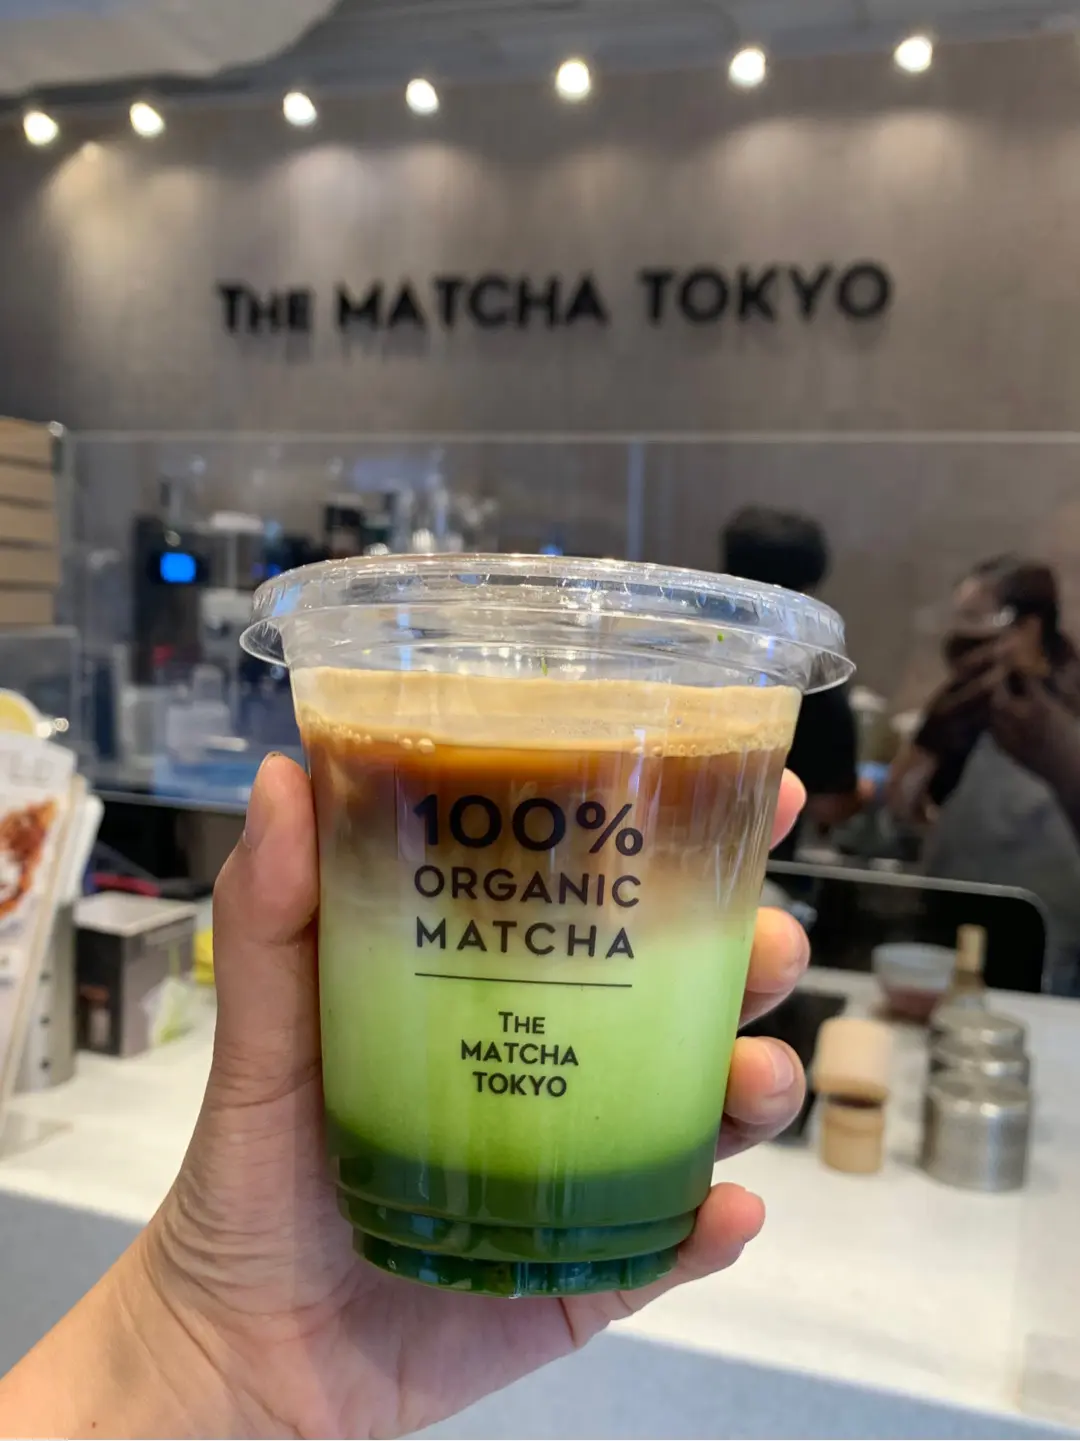 THE MATCHA TOKYO
100%
ORGANIC
MATCHA
THE
MATCHA
TOKYO